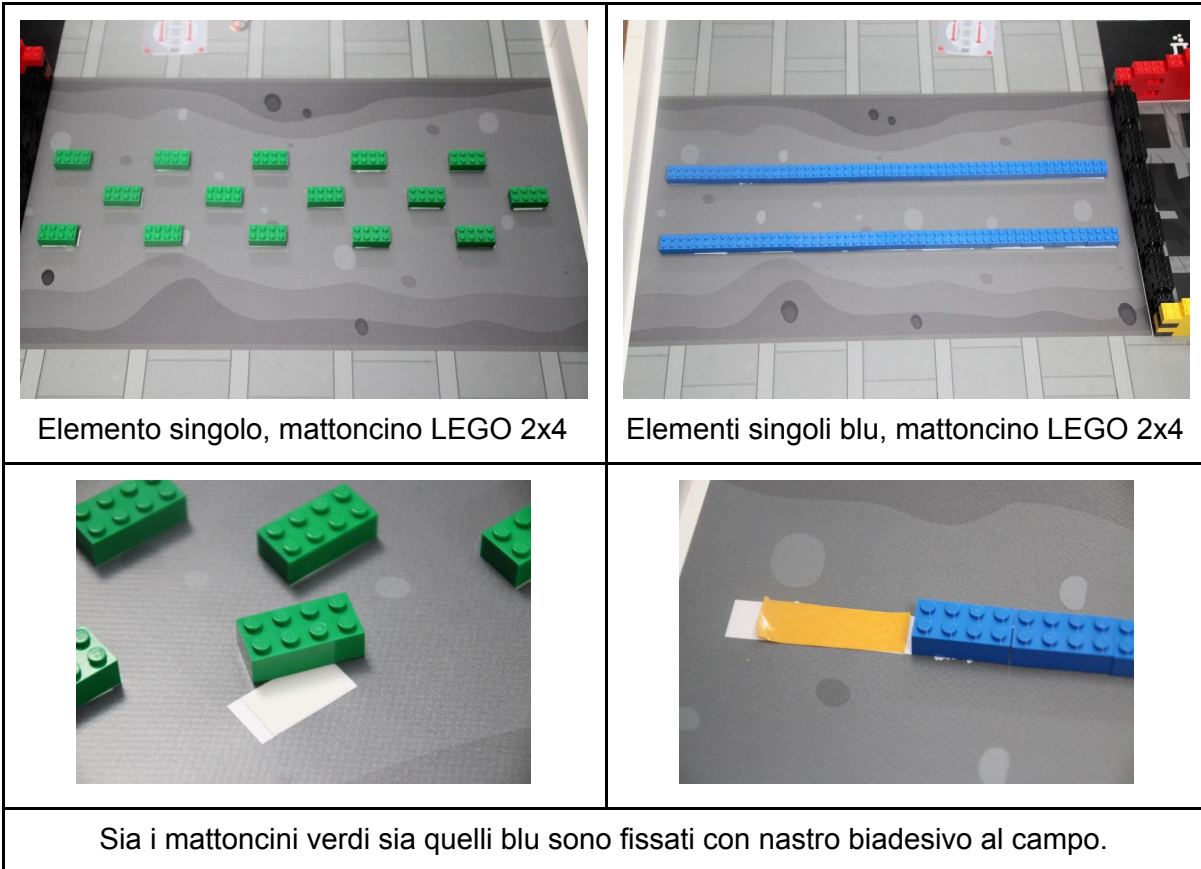 Elemento singolo, mattoncino LEGO 2x4
Elementi singoli blu, mattoncino LEGO 2x4
Sia i mattoncini verdi sia quelli blu sono fissati con nastro biadesivo al campo.